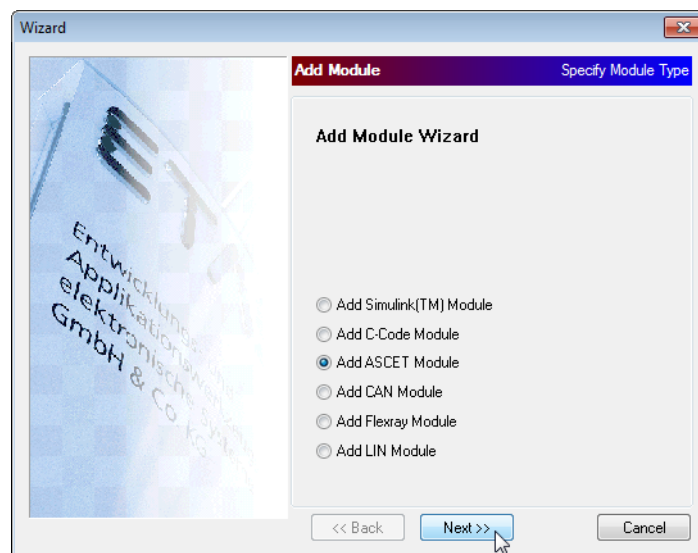 Wizard
Add Module
Specify Module Type
ETA
Entwicklungs- und
Applikationswerkz
elektronische Systeme
GmbH & Co. KG
Add Module Wizard
Add Simulink(TM) Module
Add C-Code Module
Add ASCET Module
Add CAN Module
Add Flexray Module
Add LIN Module
<< Back
Next >>
Cancel